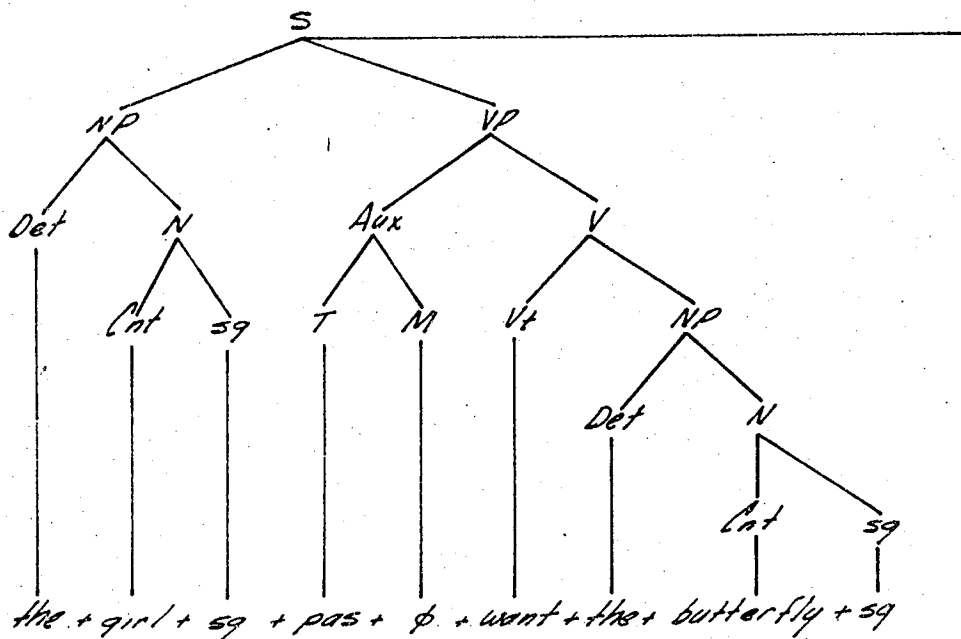 S
NP VP
Det N Aux V
Cnt sg T M Vt NP
Det N
Cnt sg
the + girl + sg + pas + ø + want + the + butterfly + sg